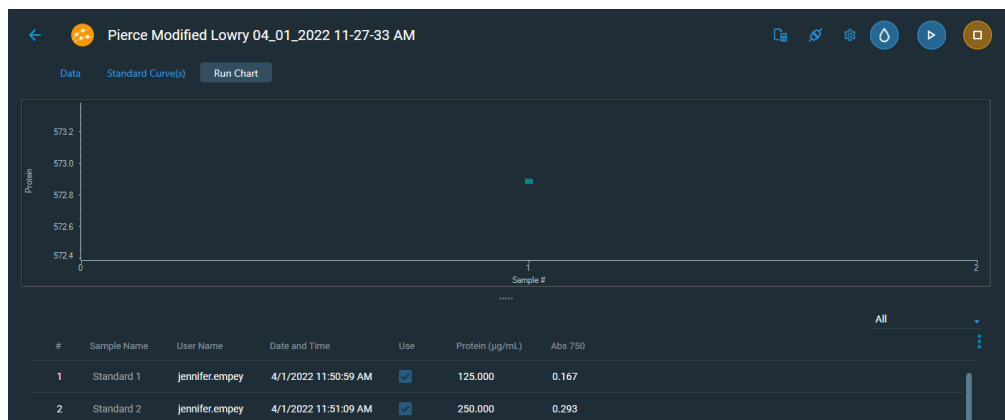 Pierce Modified Lowry 04_01_2022 11-27-33 AM
Data Standard Curve(s) Run Chart
573.2
573.0
572.8
572.6
572.4
Protein
0 1 2
Sample #
All
# Sample Name User Name Date and Time Use Protein (µg/mL) Abs 750
1 Standard 1 jennifer.empey 4/1/2022 11:50:59 AM 125.000 0.167
2 Standard 2 jennifer.empey 4/1/2022 11:51:09 AM 250.000 0.293